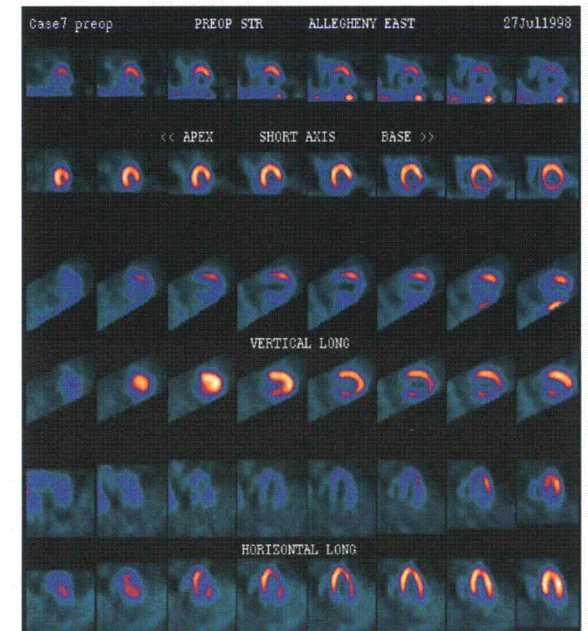 Case7 preop PREOP STR ALLEGHENY EAST 27Jul1998
<< APEX SHORT AXIS BASE >>
VERTICAL LONG
HORIZONTAL LONG